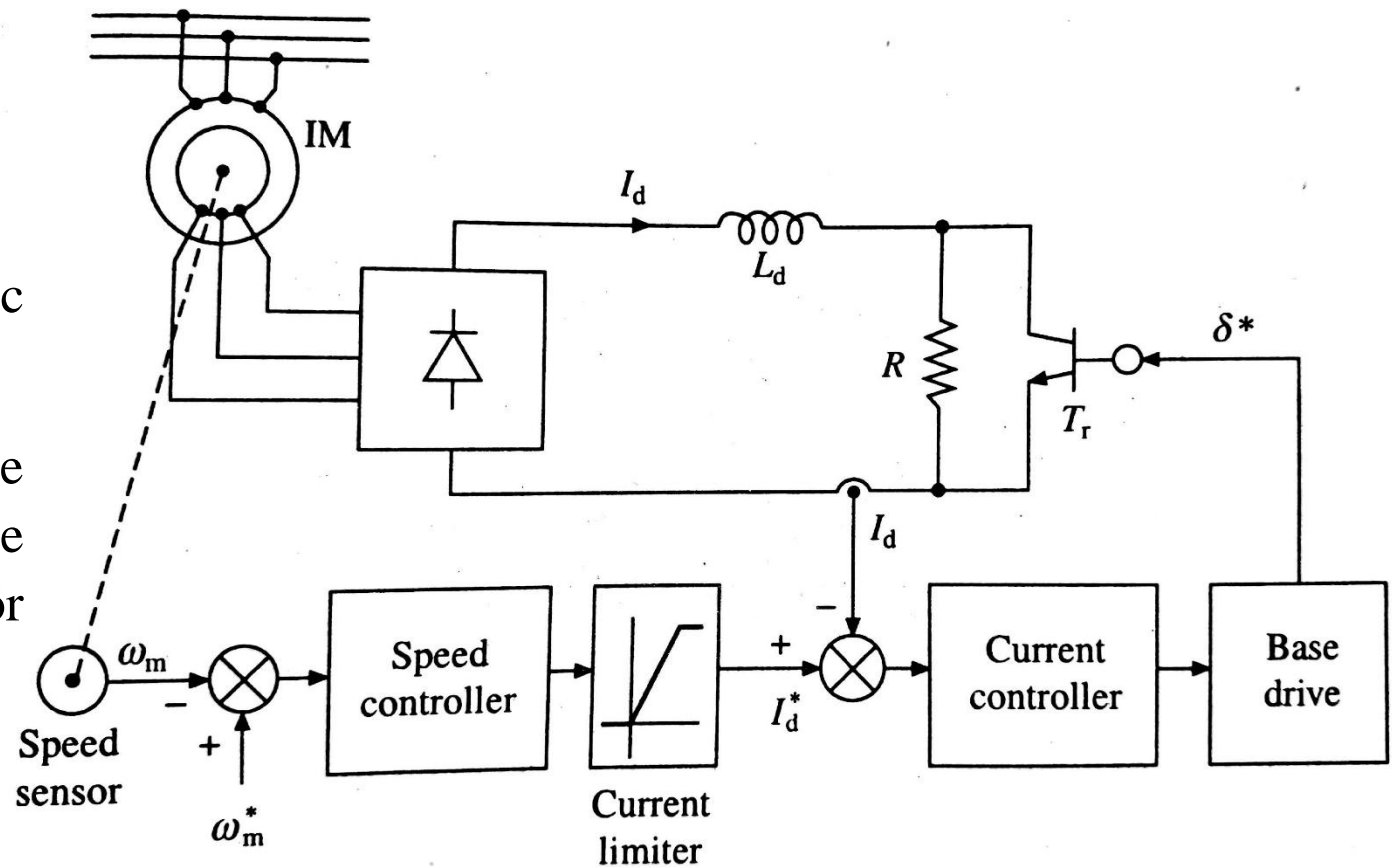 IM
I_d
L_d
c
R
δ*
T_r
e
e
I_d
or
ω_m
−
+
ω_m^*
Speed
sensor
Speed
controller
Current
limiter
+
−
I_d^*
Current
controller
Base
drive